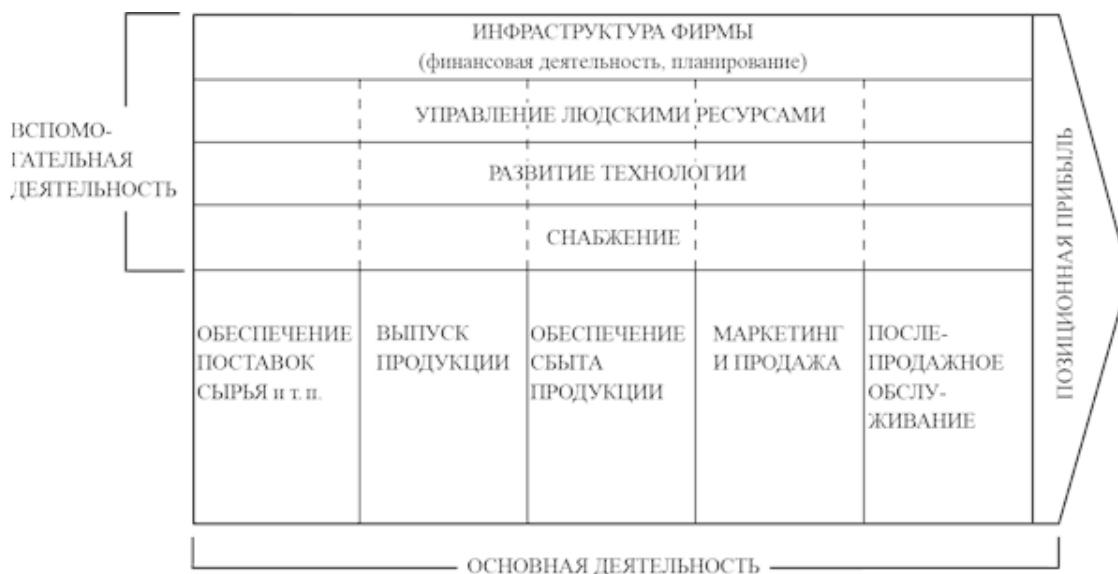 ИНФРАСТРУКТУРА ФИРМЫ
(финансовая деятельность, планирование)
УПРАВЛЕНИЕ ЛЮДСКИМИ РЕСУРСАМИ
РАЗВИТИЕ ТЕХНОЛОГИИ
СНАБЖЕНИЕ
ВСПОМО-
ГАТЕЛЬНАЯ
ДЕЯТЕЛЬНОСТЬ
ОБЕСПЕЧЕНИЕ
ПОСТАВОК
СЫРЬЯ и т. п.
ВЫПУСК
ПРОДУКЦИИ
ОБЕСПЕЧЕНИЕ
СБЫТА
ПРОДУКЦИИ
МАРКЕТИНГ
И ПРОДАЖА
ПОСЛЕ-
ПРОДАЖНОЕ
ОБСЛУ-
ЖИВАНИЕ
ПОЗИЦИОННАЯ ПРИБЫЛЬ
ОСНОВНАЯ ДЕЯТЕЛЬНОСТЬ